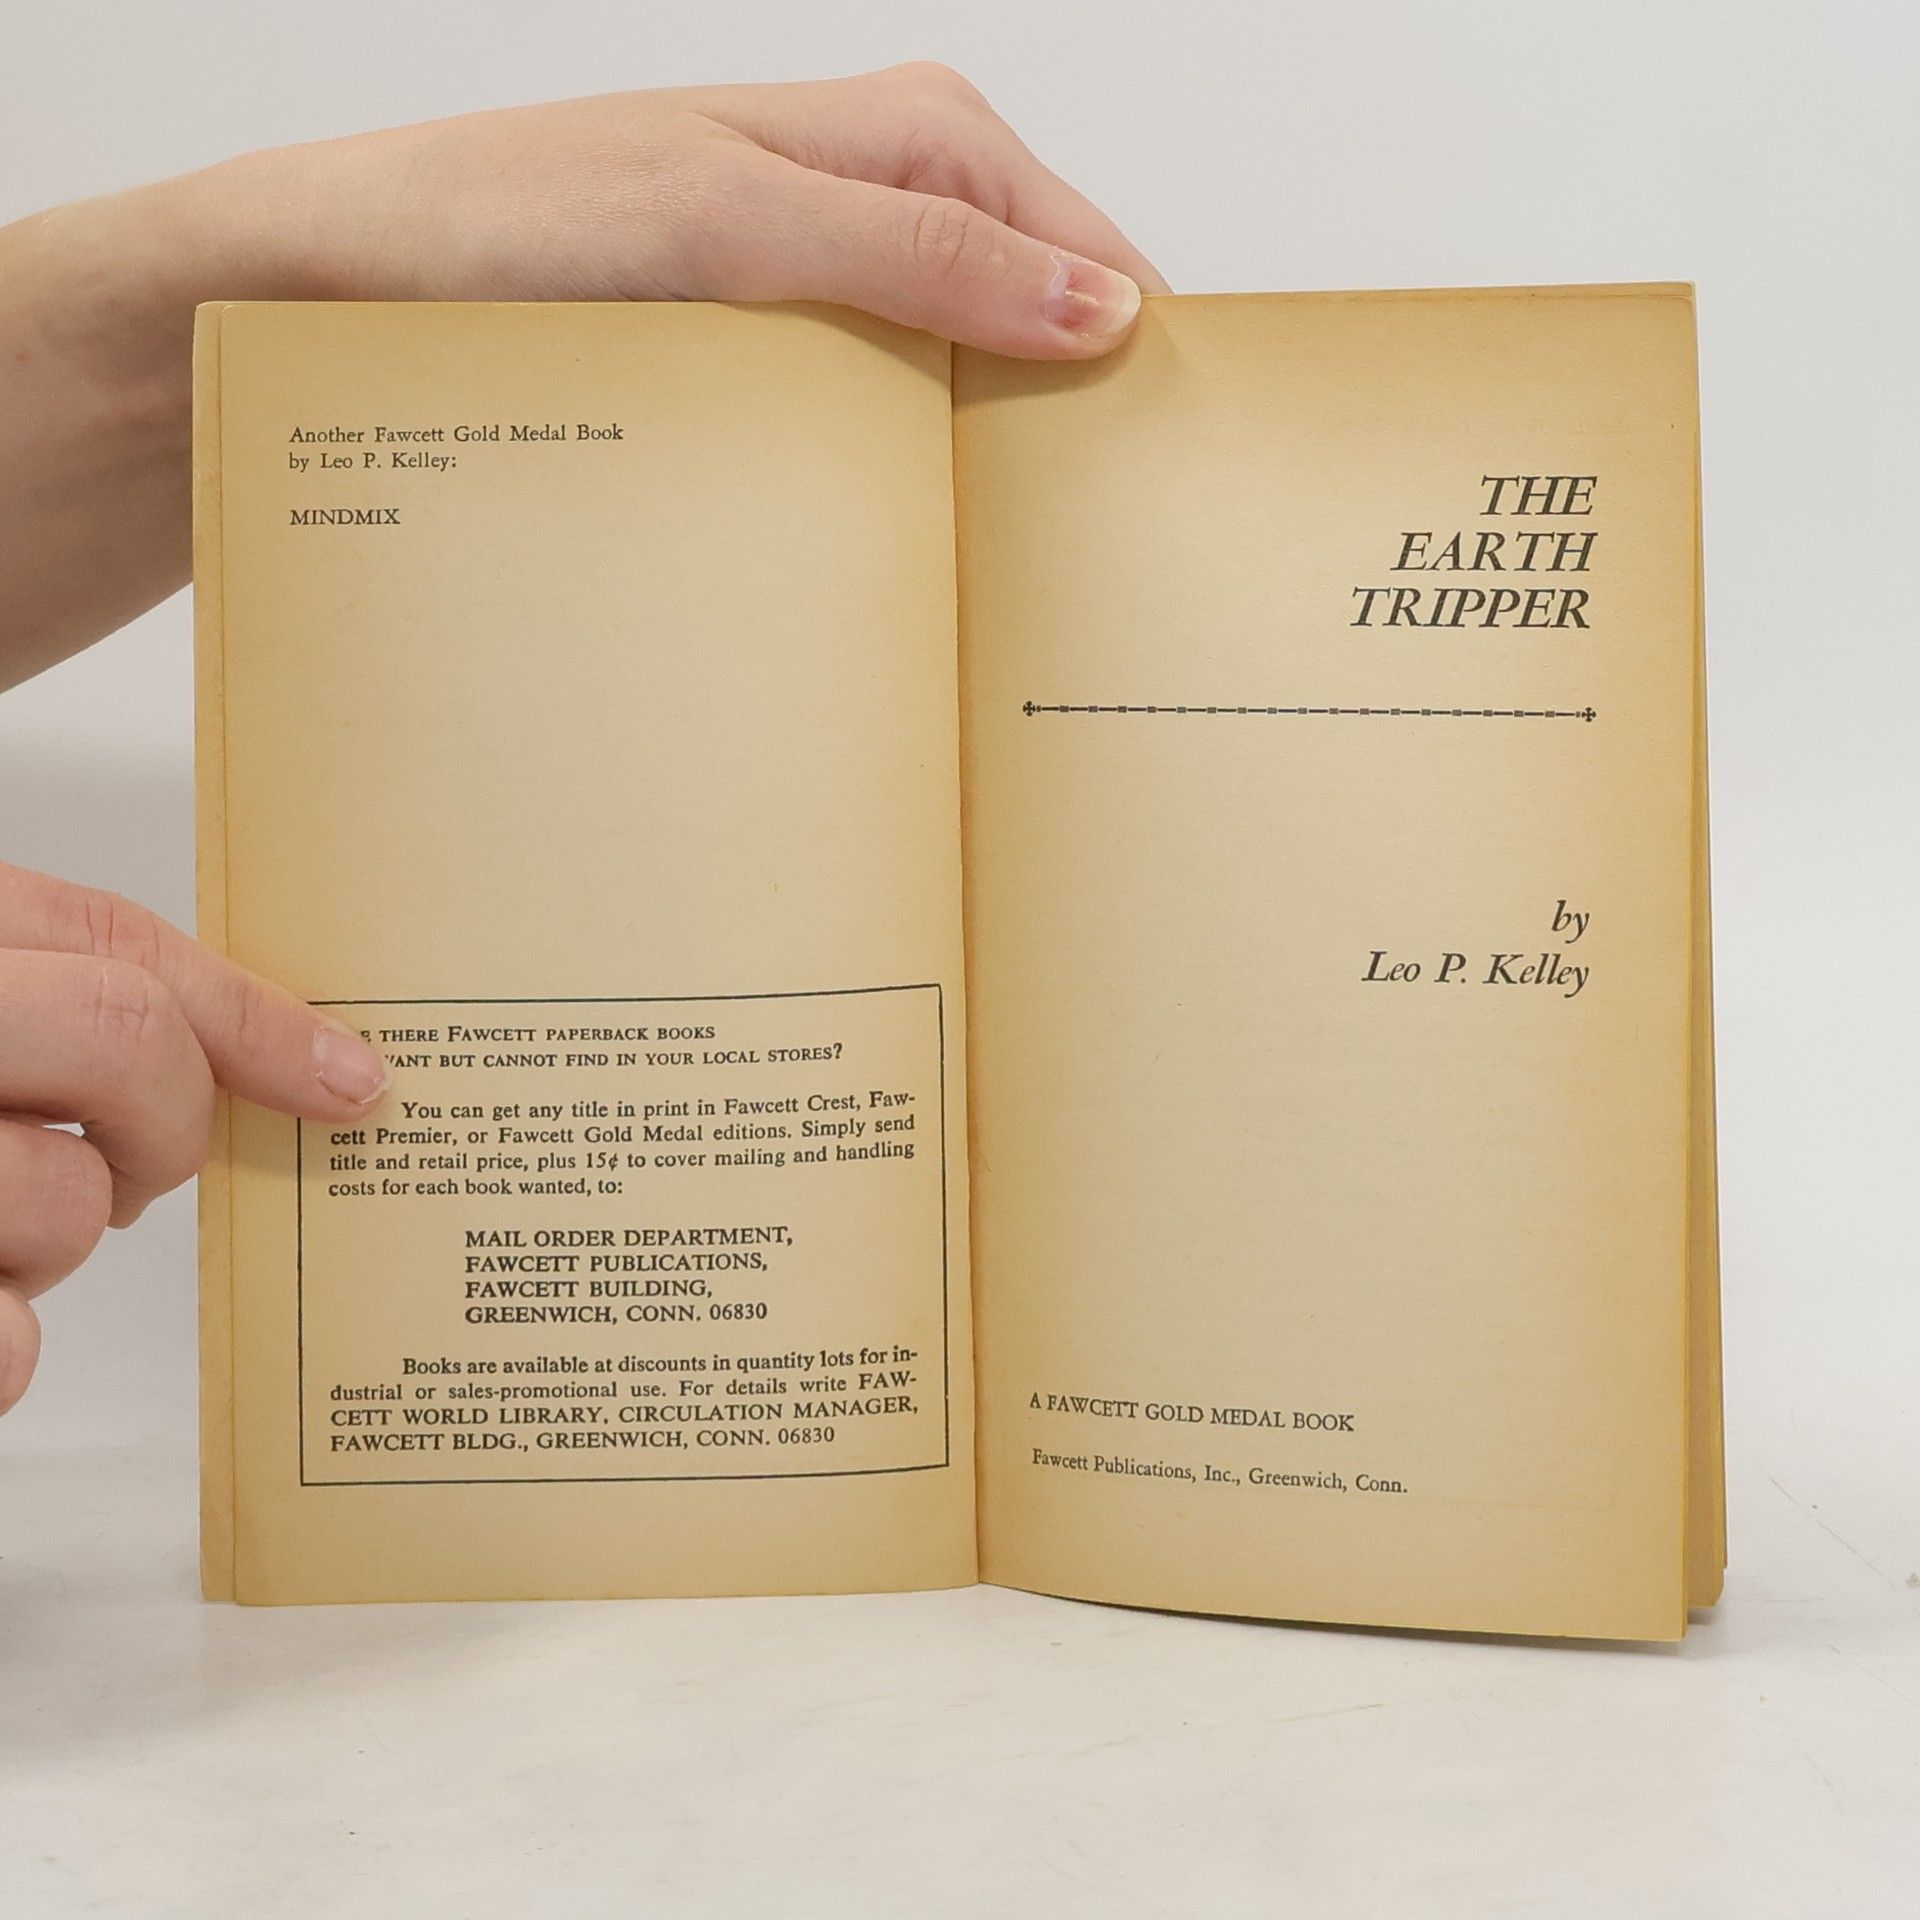 Another Fawcett Gold Medal Book
by Leo P. Kelley:
MINDMIX
THERE FAWCETT PAPERBACK BOOKS
BUT CANNOT FIND IN YOUR LOCAL STORES?
You can get any title in print in Fawcett Crest, Faw-
cett Premier, or Fawcett Gold Medal editions. Simply send
title and retail price, plus 15¢ to cover mailing and handling
costs for each book wanted, to:
MAIL ORDER DEPARTMENT,
FAWCETT PUBLICATIONS,
FAWCETT BUILDING,
GREENWICH, CONN. 06830
Books are available at discounts in quantity lots for in-
dustrial or sales-promotional use. For details write FAW-
CETT WORLD LIBRARY, CIRCULATION MANAGER,
FAWCETT BLDG., GREENWICH, CONN. 06830
THE
EARTH
TRIPPER
by
Leo P. Kelley
A FAWCETT GOLD MEDAL BOOK
Fawcett Publications, Inc., Greenwich, Conn.